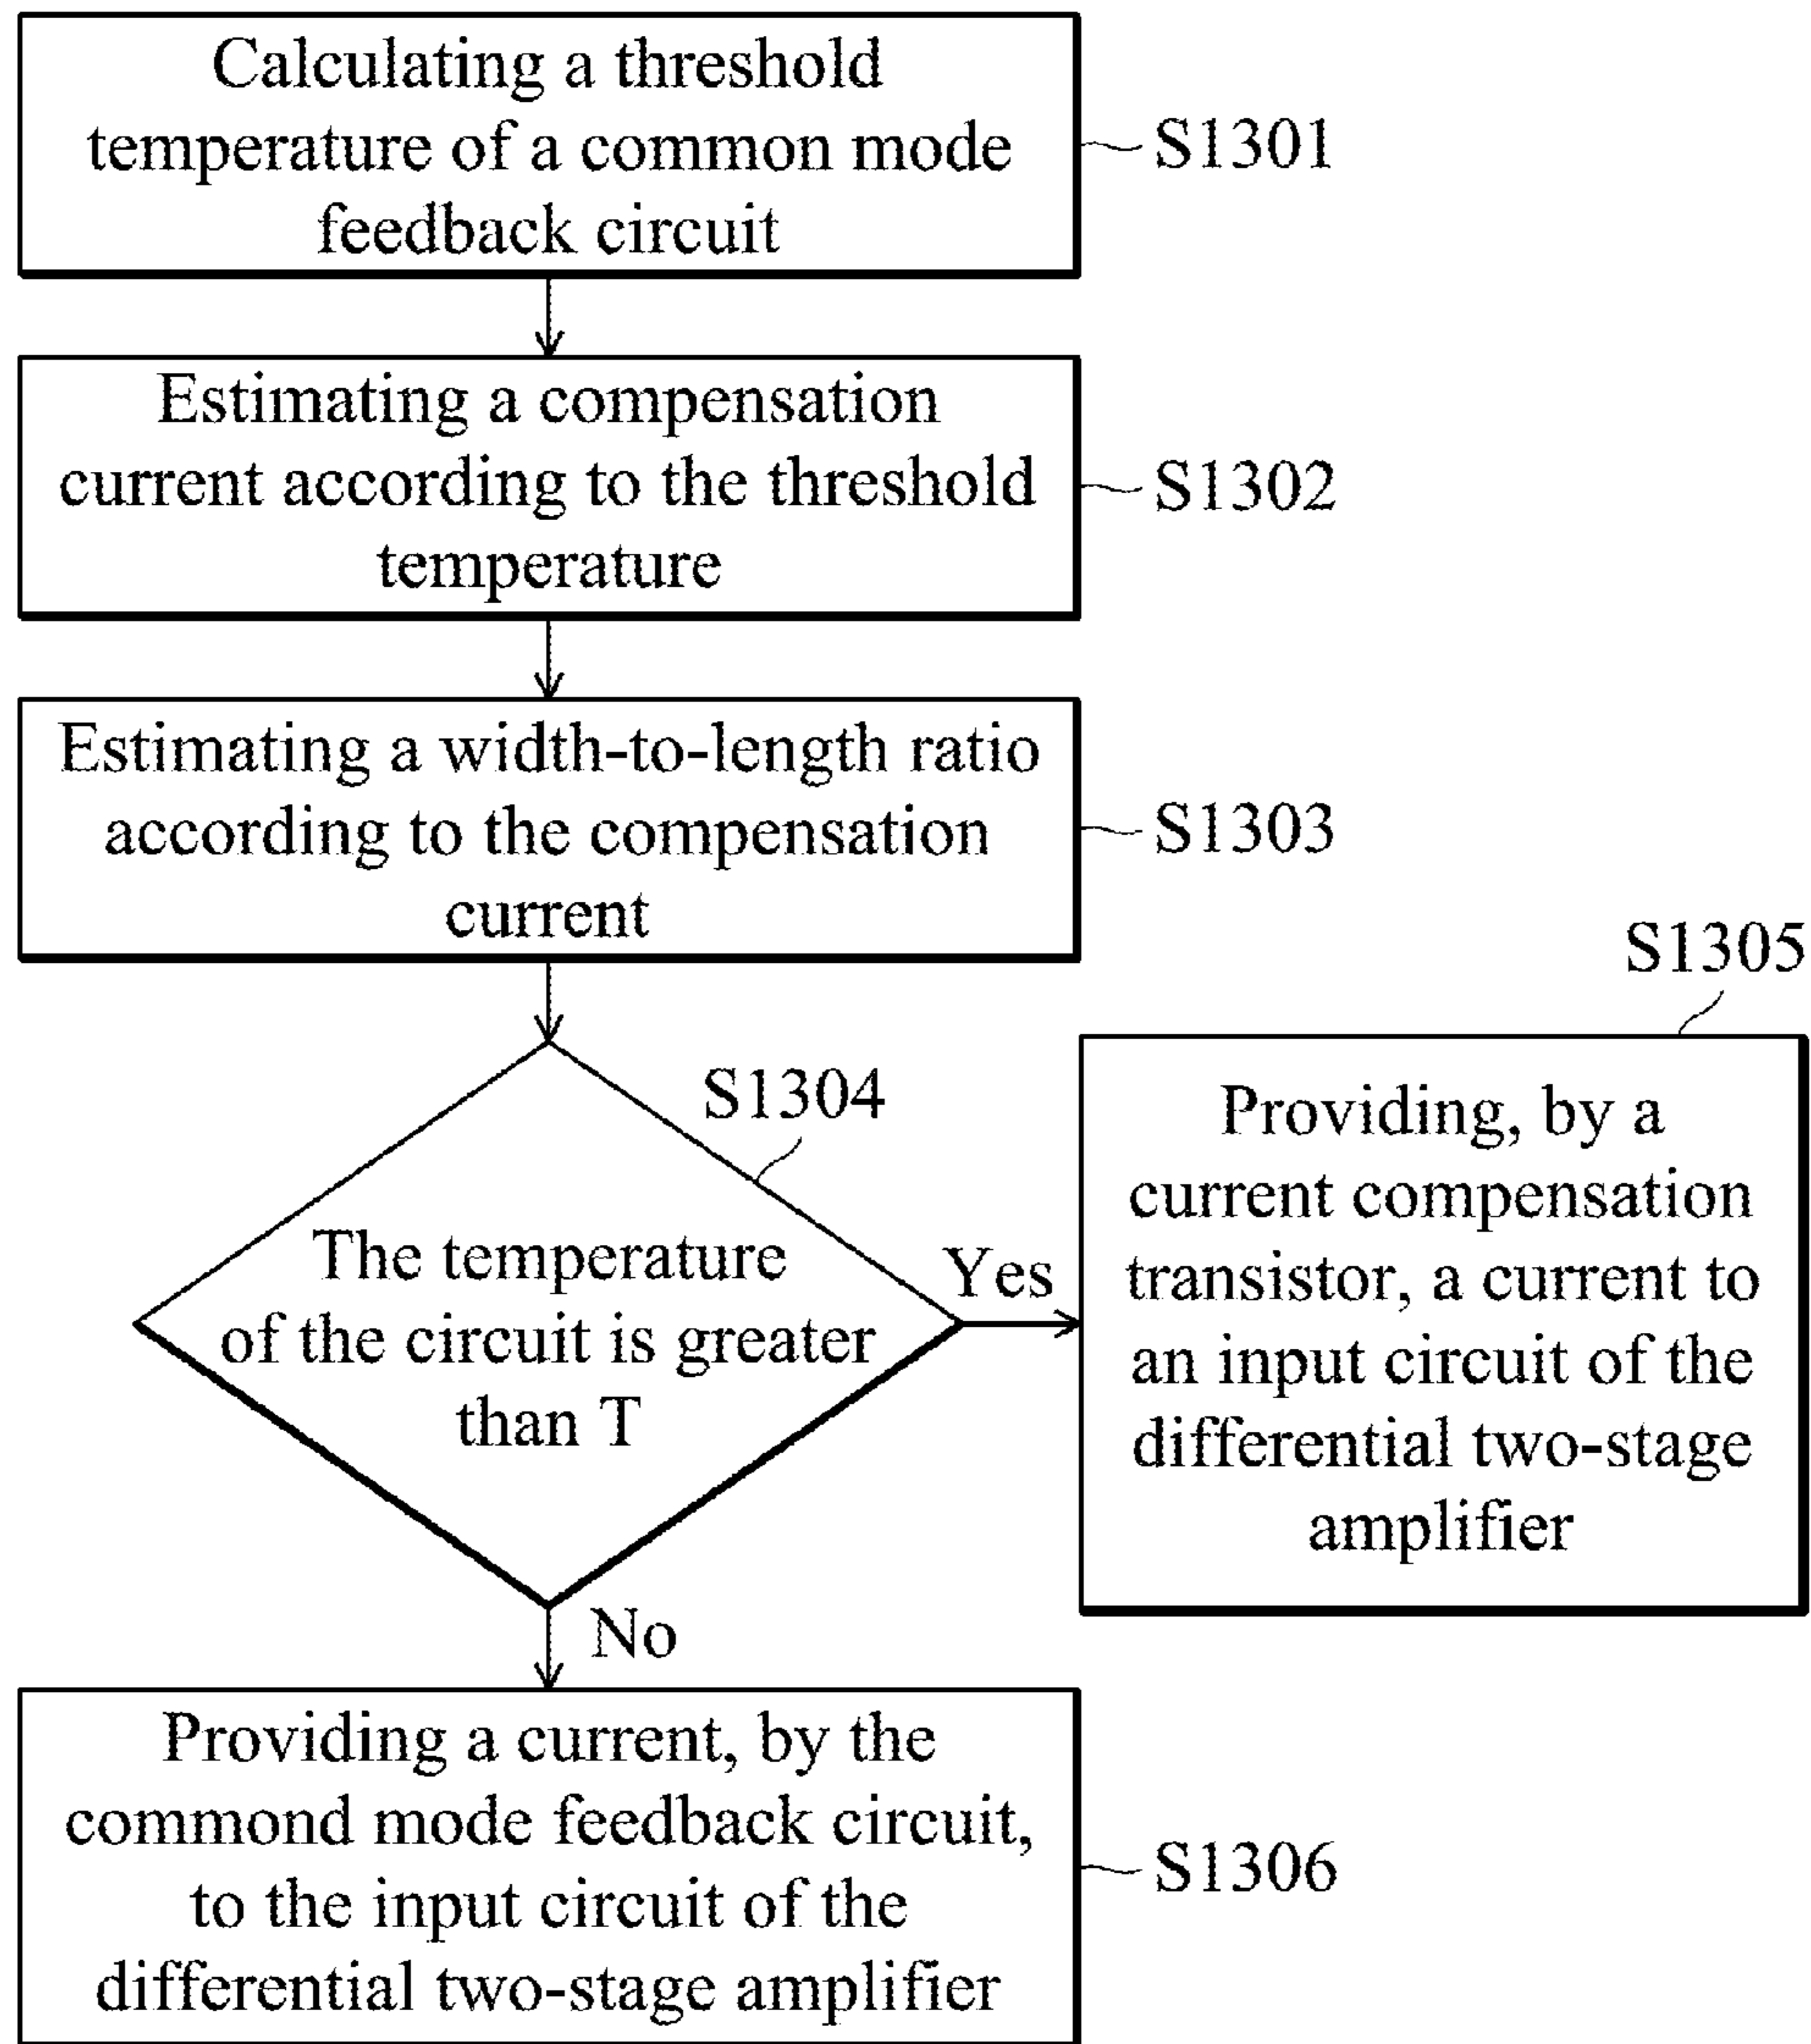 Calculating a threshold
temperature of a common mode
feedback circuit
S1301
Estimating a compensation
current according to the threshold
temperature
S1302
Estimating a width-to-length ratio
according to the compensation
current
S1303
S1304
The temperature
of the circuit is greater
than T
Yes
S1305
Providing, by a
current compensation
transistor, a current to
an input circuit of the
differential two-stage
amplifier
No
Providing a current, by the
commond mode feedback circuit,
to the input circuit of the
differential two-stage amplifier
S1306